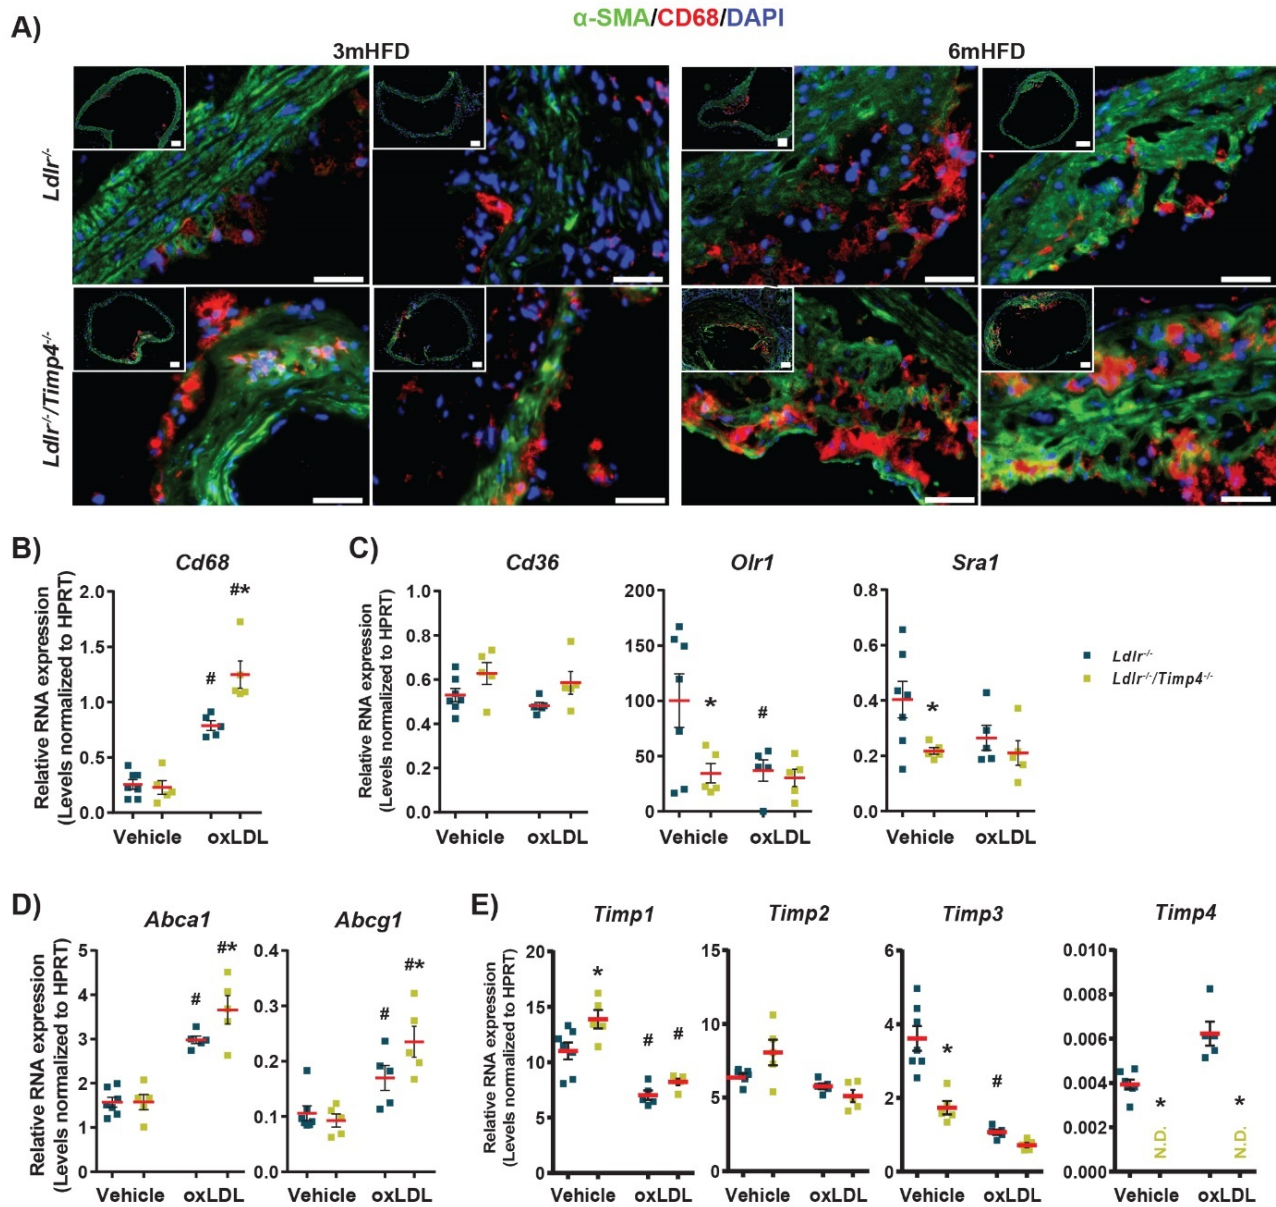 α-SMA/CD68/DAPI
A)
3mHFD 6mHFD
Ldlr-/-
Ldlr-/-/Timp4-/-
B) C)
Cd68 Cd36 Olr1 Sra1
Relative RNA expression
(Levels normalized to HPRT)
2.0
1.5
1.0
0.5
0.0
# #*
Vehicle oxLDL
Relative RNA expression
(Levels normalized to HPRT)
1.0
0.8
0.6
0.4
0.2
0.0
Vehicle oxLDL
200
150
100
50
0
* #
Vehicle oxLDL
0.8
0.6
0.4
0.2
0.0
*
Vehicle oxLDL
Ldlr-/-
Ldlr-/-/Timp4-/-
D) E)
Abca1 Abcg1 Timp1 Timp2 Timp3 Timp4
Relative RNA expression
(Levels normalized to HPRT)
5
4
3
2
1
0
# #*
Vehicle oxLDL
0.4
0.3
0.2
0.1
0.0
# #*
Vehicle oxLDL
Relative RNA expression
(Levels normalized to HPRT)
20
15
10
5
0
* # #
Vehicle oxLDL
15
10
5
0
Vehicle oxLDL
6
4
2
0
* #
Vehicle oxLDL
0.010
0.008
0.006
0.004
0.002
0.000
* *
N.D. N.D.
Vehicle oxLDL